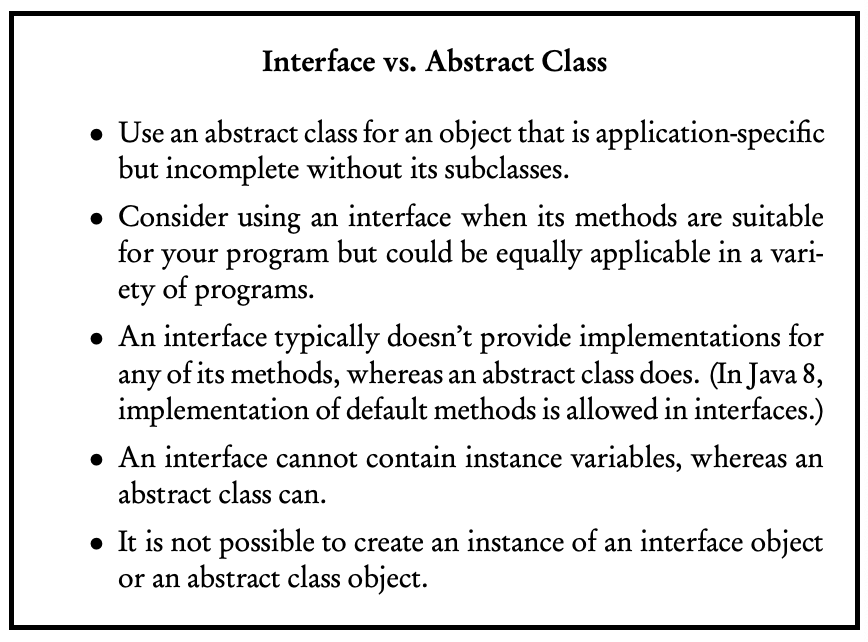 Interface vs. Abstract Class
• Use an abstract class for an object that is application-specific
but incomplete without its subclasses.
• Consider using an interface when its methods are suitable
for your program but could be equally applicable in a vari-
ety of programs.
• An interface typically doesn’t provide implementations for
any of its methods, whereas an abstract class does. (In Java 8,
implementation of default methods is allowed in interfaces.)
• An interface cannot contain instance variables, whereas an
abstract class can.
• It is not possible to create an instance of an interface object
or an abstract class object.